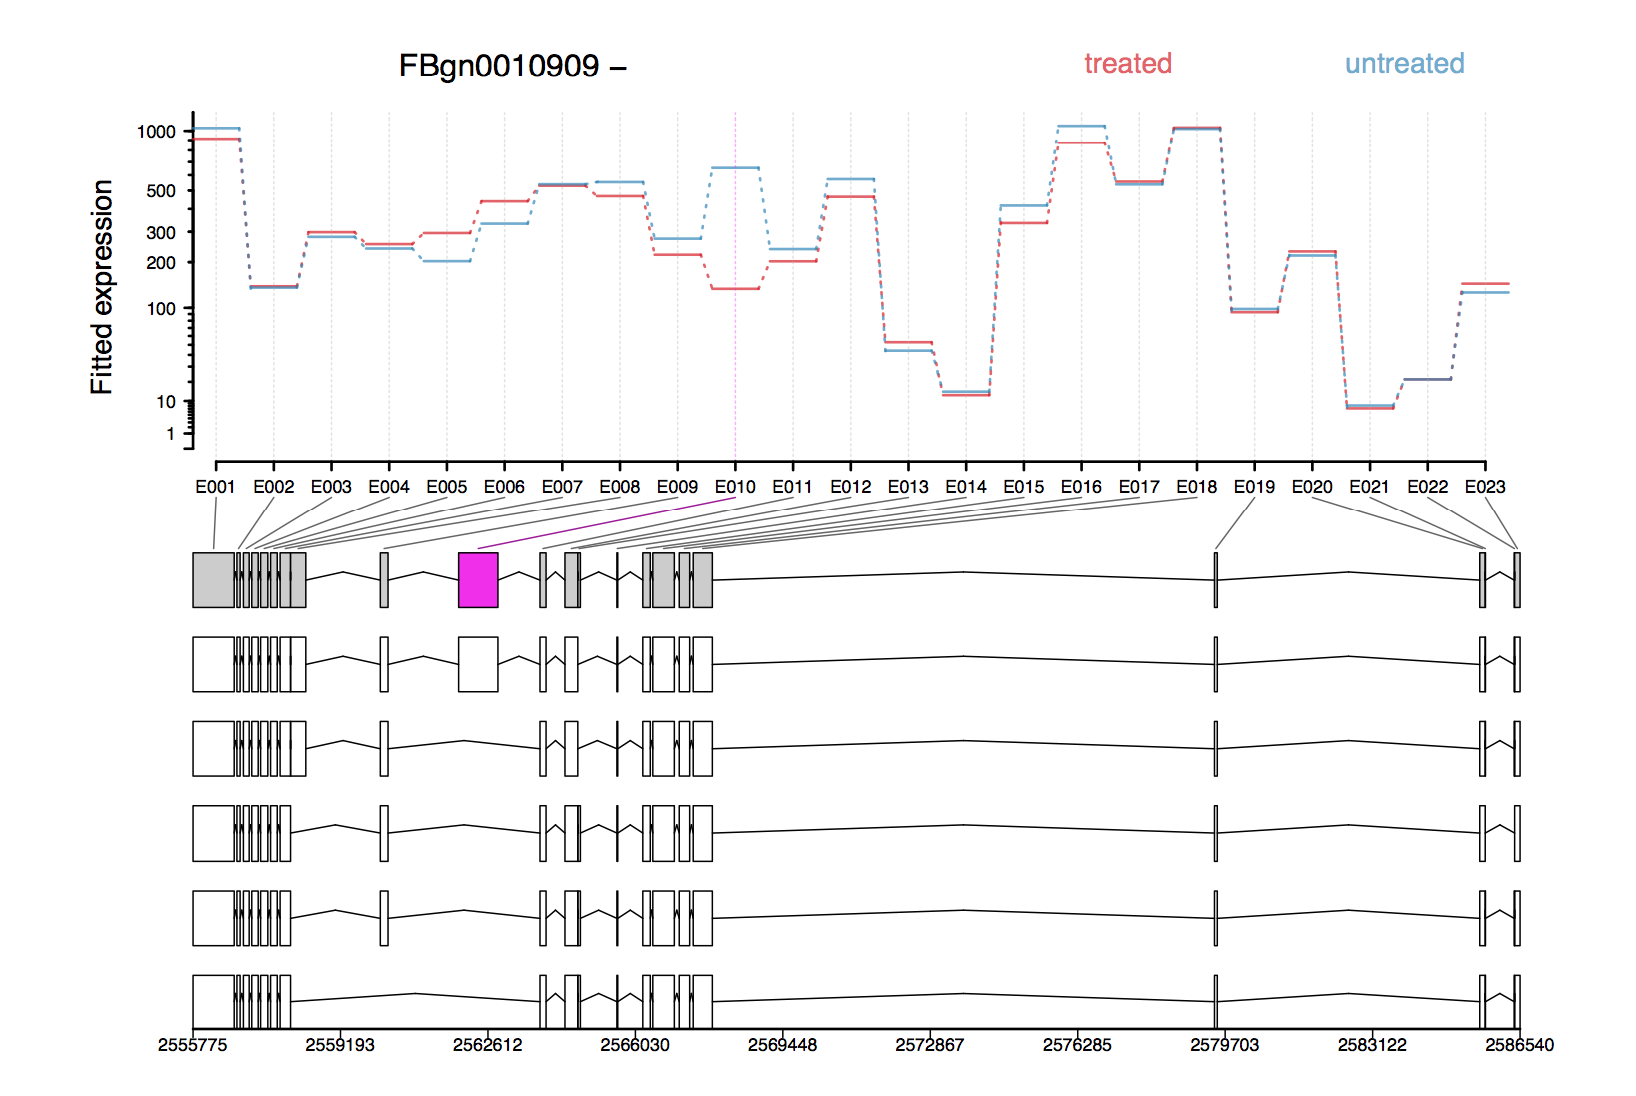 FBgn0010909 −
treated
untreated
Fitted expression
1000
500
300
200
100
10
1
E001 E002 E003 E004 E005 E006 E007 E008 E009 E010 E011 E012 E013 E014 E015 E016 E017 E018 E019 E020 E021 E022 E023
2555775 2559193 2562612 2566030 2569448 2572867 2576285 2579703 2583122 2586540